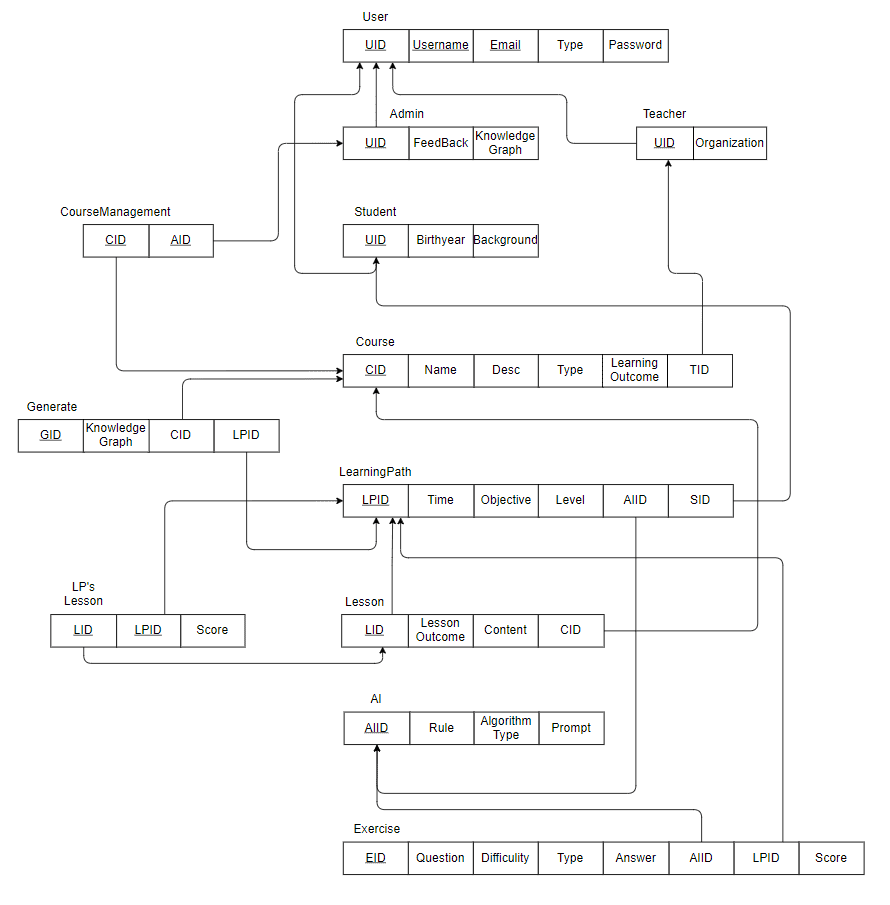 User
UID Username Email Type Password
Admin
UID FeedBack Knowledge
Graph
Teacher
UID Organization
CourseManagement
CID AID
Student
UID Birthyear Background
Course
CID Name Desc Type Learning
Outcome TID
Generate
GID Knowledge
Graph CID LPID
LearningPath
LPID Time Objective Level AIID SID
LP's
Lesson
LID LPID Score
Lesson
LID Lesson
Outcome Content CID
AI
AIID Rule Algorithm
Type Prompt
Exercise
EID Question Difficulity Type Answer AIID LPID Score